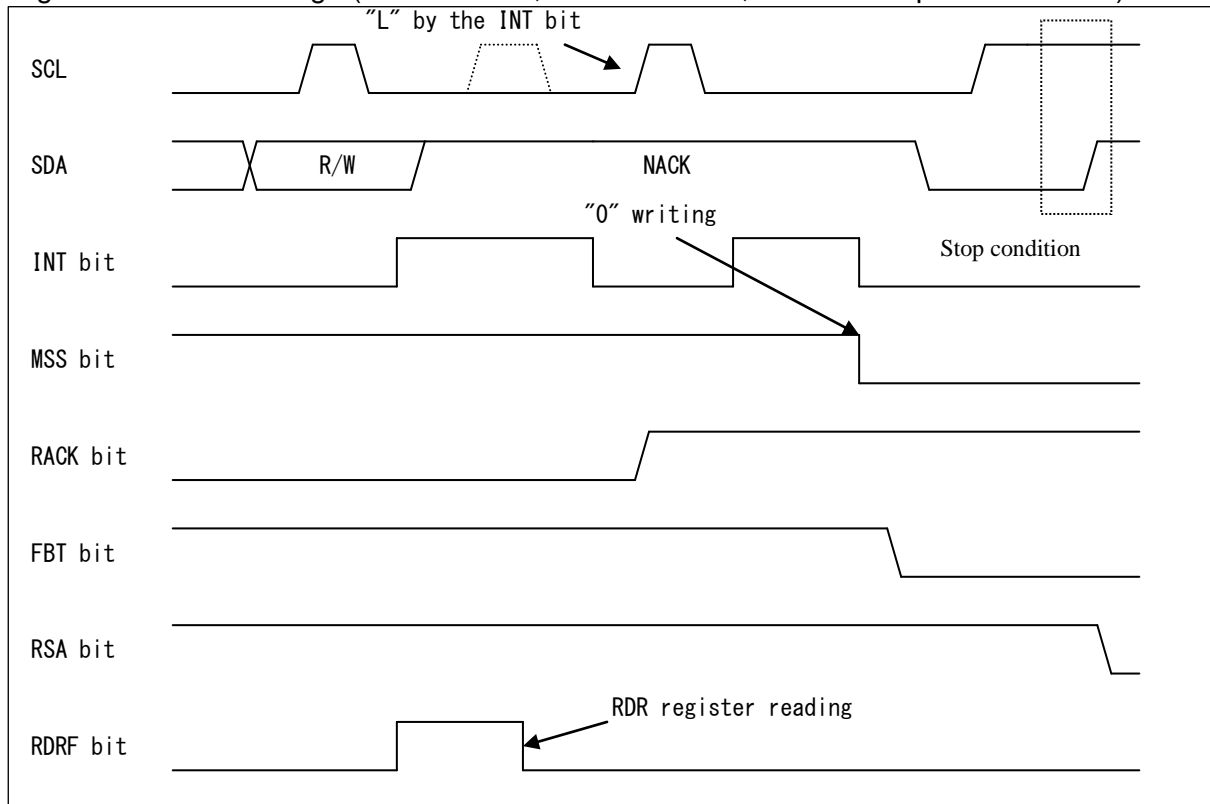 "L" by the INT bit
SCL
SDA
R/W
NACK
"0" writing
INT bit
Stop condition
MSS bit
RACK bit
FBT bit
RSA bit
RDR register reading
RDRF bit